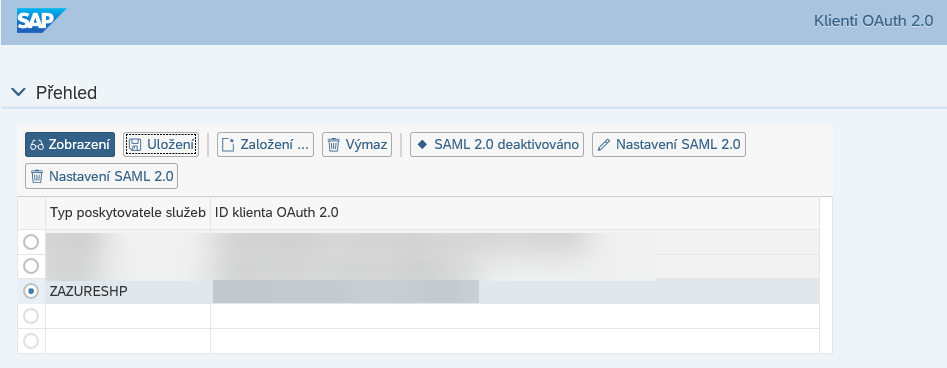 SAP
Klienti OAuth 2.0
Přehled
Zobrazení Uložení Založení ... Výmaz SAML 2.0 deaktivováno Nastavení SAML 2.0
Nastavení SAML 2.0
Typ poskytovatele služeb ID klienta OAuth 2.0
ZAZURESHP